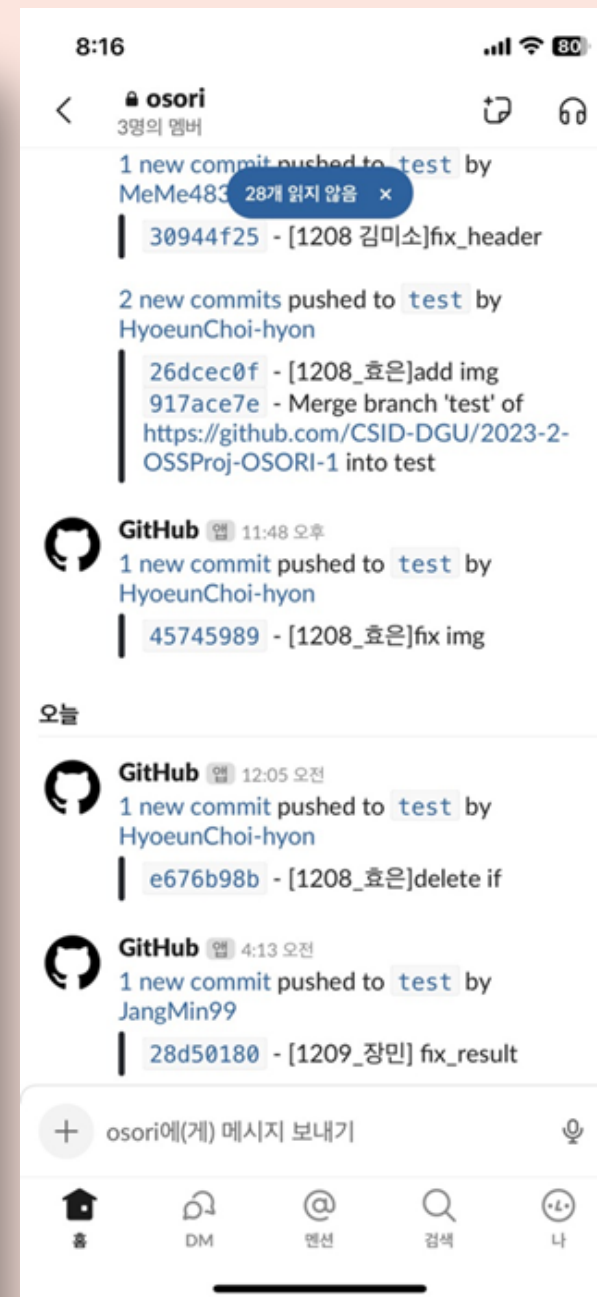 8:16
80
osori
3명의 멤버
1 new commit pushed to test by
MeMe483
28개 읽지 않음 ×
30944f25 - [1208 김미소]fix_header
2 new commits pushed to test by
HyoeunChoi-hyon
26dcec0f - [1208_효은]add img
917ace7e - Merge branch 'test' of
https://github.com/CSID-DGU/2023-2-
OSSProj-OSORI-1 into test
GitHub 앱 11:48 오후
1 new commit pushed to test by
HyoeunChoi-hyon
45745989 - [1208_효은]fix img
오늘
GitHub 앱 12:05 오전
1 new commit pushed to test by
HyoeunChoi-hyon
e676b98b - [1208_효은]delete if
GitHub 앱 4:13 오전
1 new commit pushed to test by
JangMin99
28d50180 - [1209_장민] fix_result
osori에(게) 메시지 보내기
홈 DM 멘션 검색 나